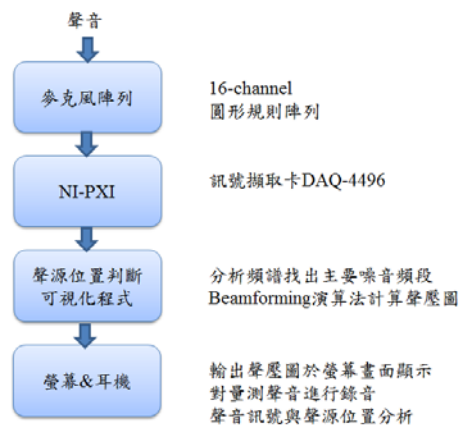 聲音
麥克風陣列
16-channel
圓形規則陣列
NI-PXI
訊號擷取卡DAQ-4496
聲源位置判斷
可視化程式
分析頻譜找出主要噪音頻段
Beamforming演算法計算聲壓圖
螢幕&耳機
輸出聲壓圖於螢幕畫面顯示
對量測聲音進行錄音
聲音訊號與聲源位置分析